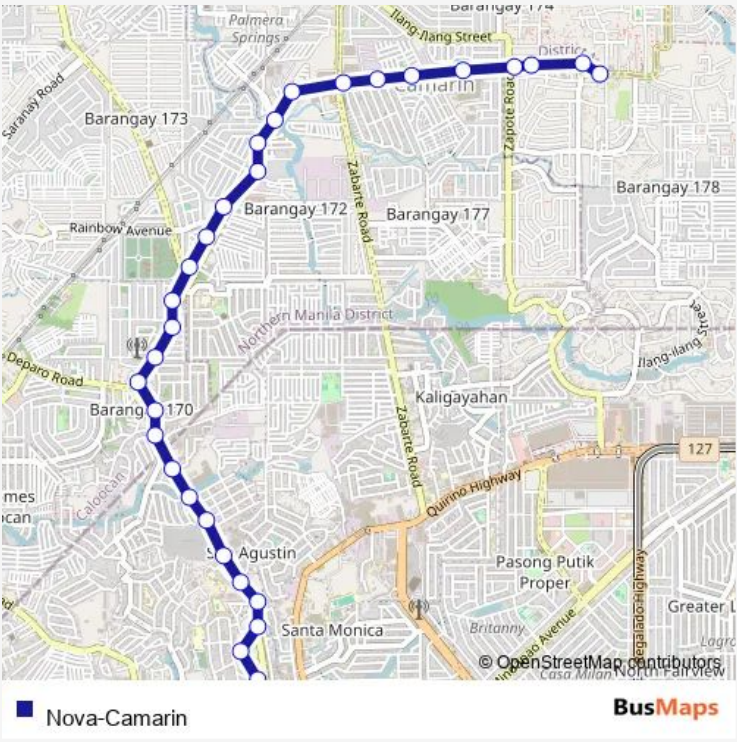 Barangay 174
Palmera
Springs
Ilang-Ilang Street
District
Camarin
Saranay Road
Barangay 173
Zapote Road
Zabarte Road
Barangay 178
Barangay 172
Barangay 177
Rainbow Avenue
Northern Manila District
Street
Ilang-ilang
Deparo Road
Kaligayahan
Barang 170
Zabarte Road
127
Quirino Highway
Caloocan
mes
ocan
S Agustin
Pasong Putik
Proper
Greater L
Santa Monica
Britanny
Lagro
Casa Milan
North Fairview
© OpenStreetMap contributors
Nova-Camarin
BusMaps